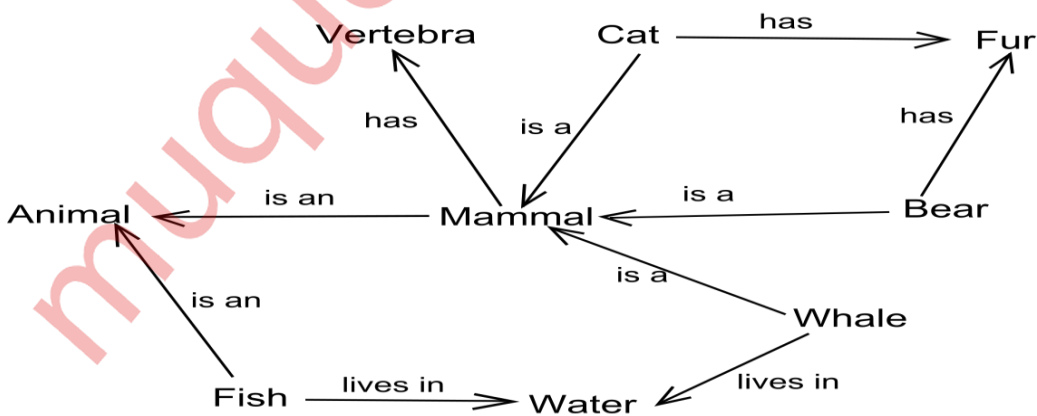 Vertebra
Cat
has
Fur
has
is a
has
Animal
is an
Mammal
is a
Bear
is an
is a
Whale
Fish
lives in
Water
lives in
muqu